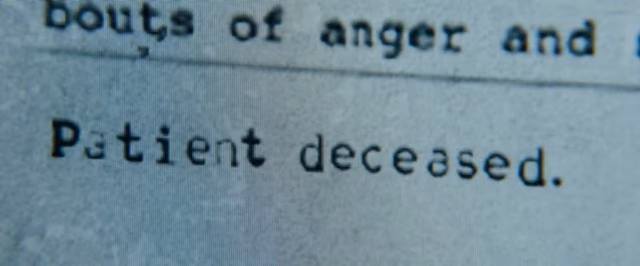 bouts of anger and
Patient deceased.